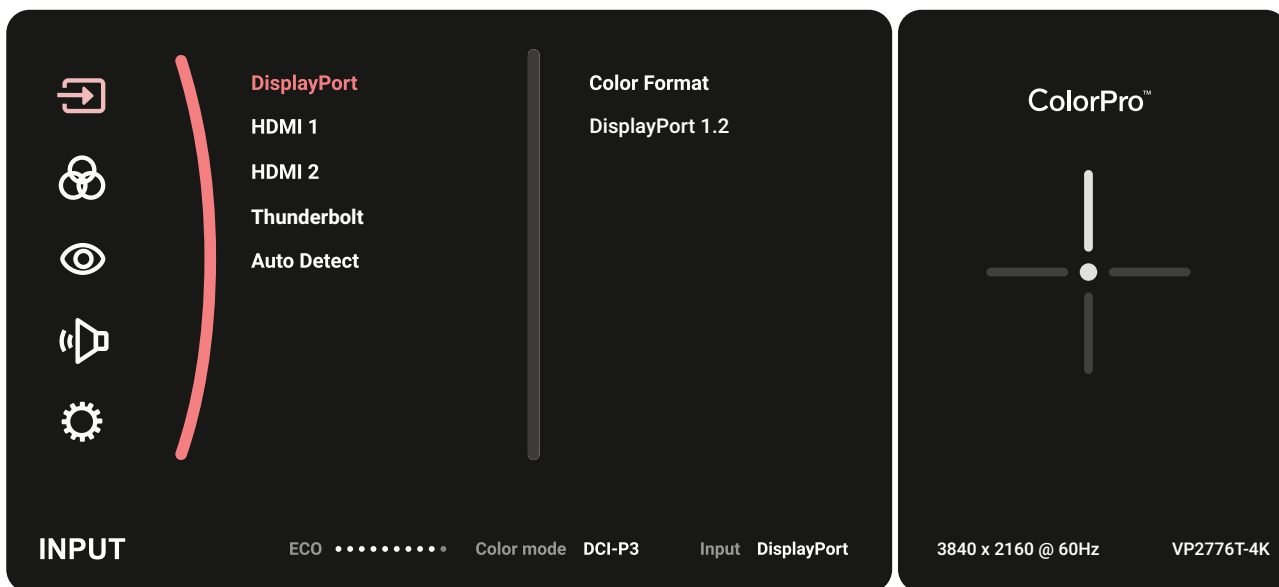 DisplayPort
HDMI 1
HDMI 2
Thunderbolt
Auto Detect
Color Format
DisplayPort 1.2
INPUT
ECO
Color mode DCI-P3
Input DisplayPort
ColorPro™
3840 x 2160 @ 60Hz
VP2776T-4K